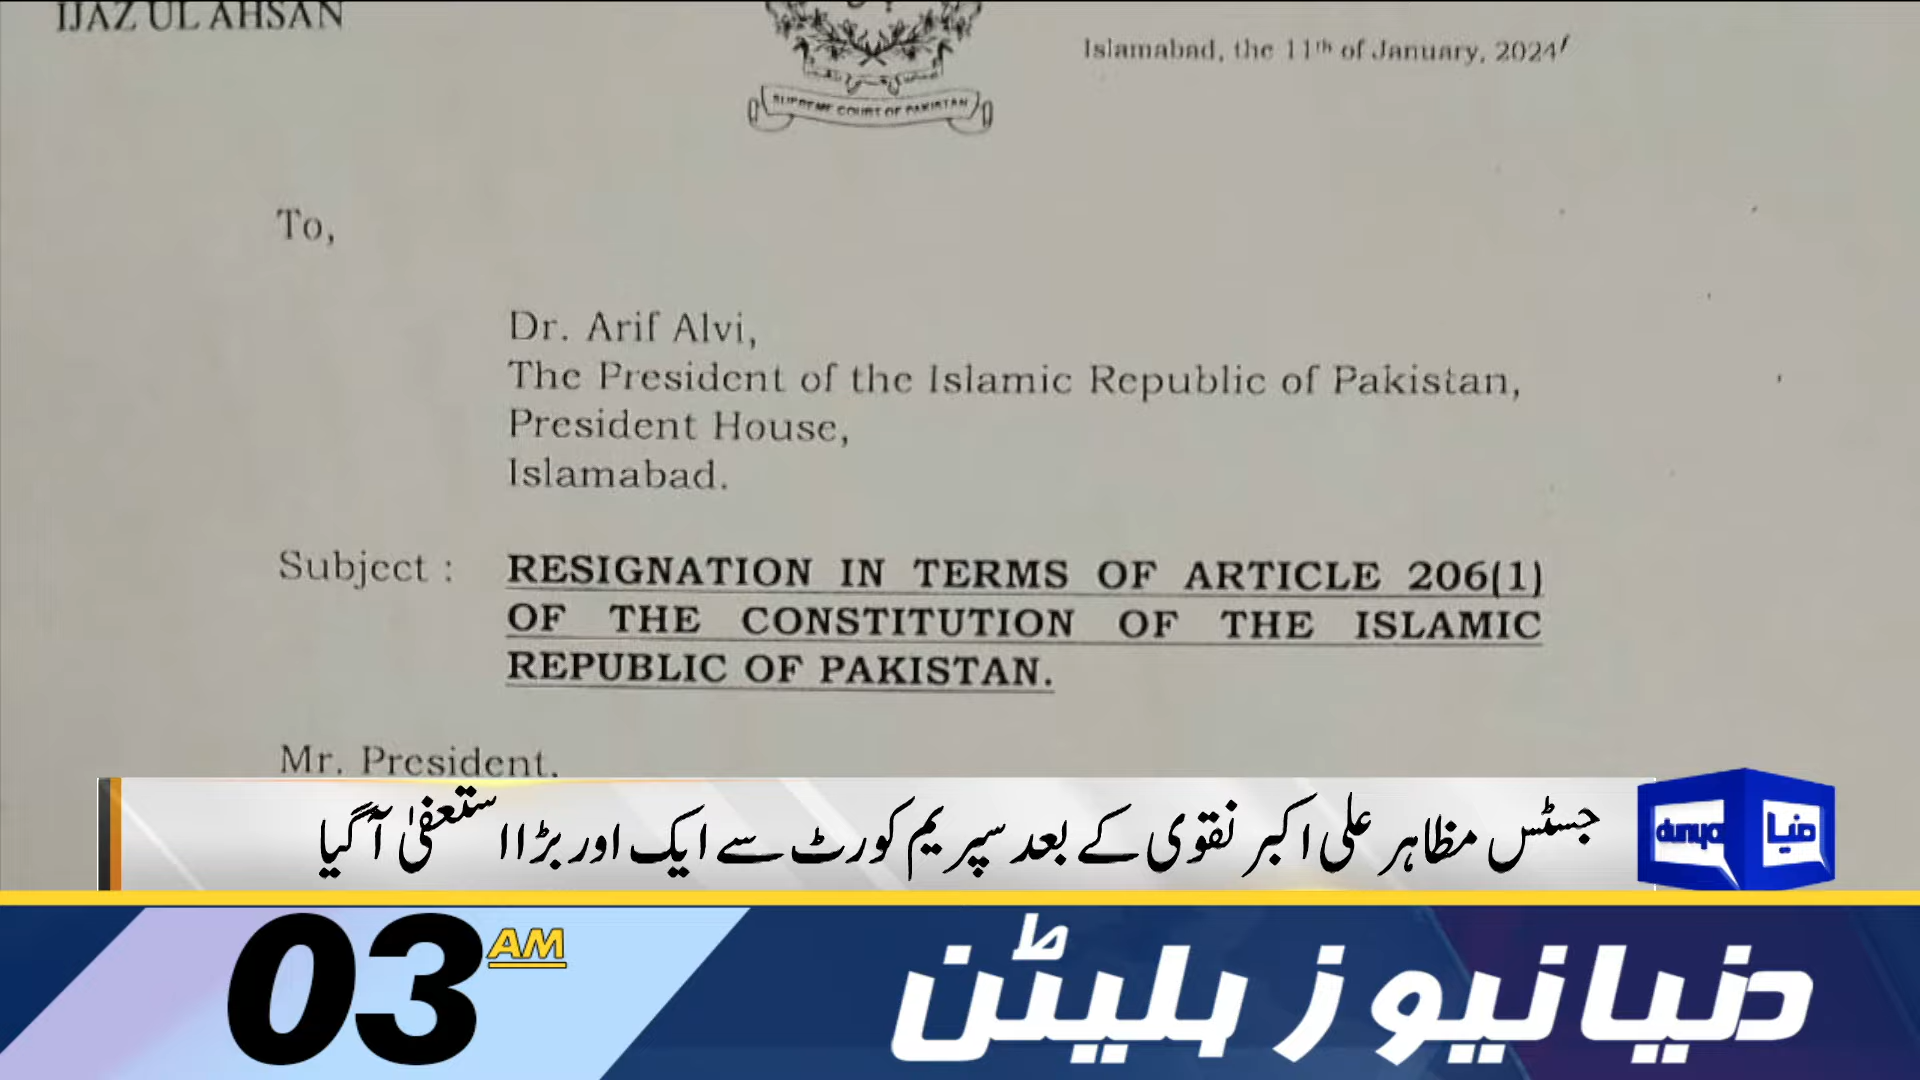 IJAZ UL AHSAN
Islamabad, the 11th of January, 2024
SUPREME COURT OF PAKISTAN
To,
Dr. Arif Alvi,
The President of the Islamic Republic of Pakistan,
President House,
Islamabad.
Subject : RESIGNATION IN TERMS OF ARTICLE 206(1)
OF THE CONSTITUTION OF THE ISLAMIC
REPUBLIC OF PAKISTAN.
Mr. President,
جسٹس مظاہر علی اکبر نقوی کے بعد سپریم کورٹ سے ایک اور بڑا استعفیٰ آگیا
dunya دنیا
03 AM
دنیا نیوز بلیٹن